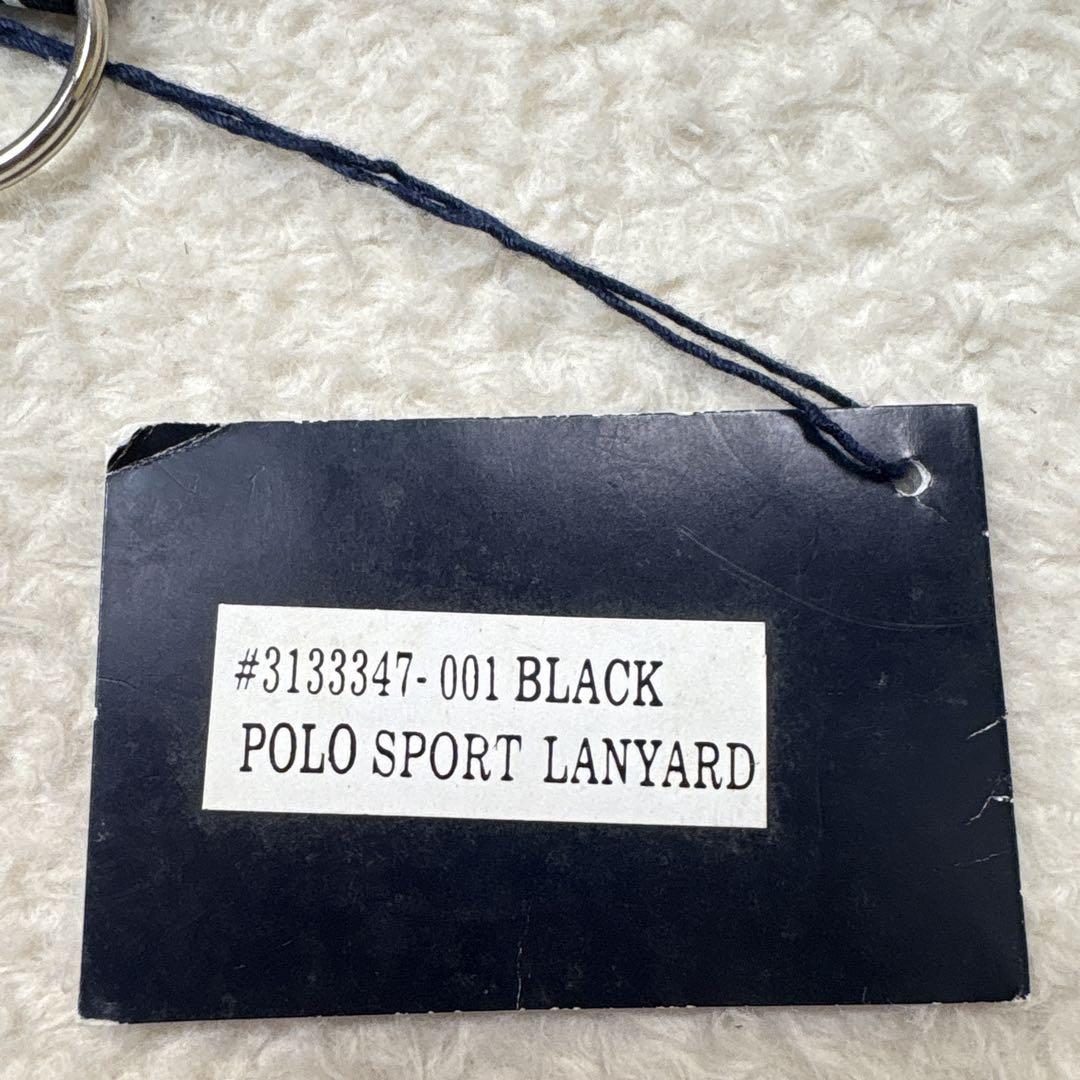 #3133347-001 BLACK
POLO SPORT LANYARD